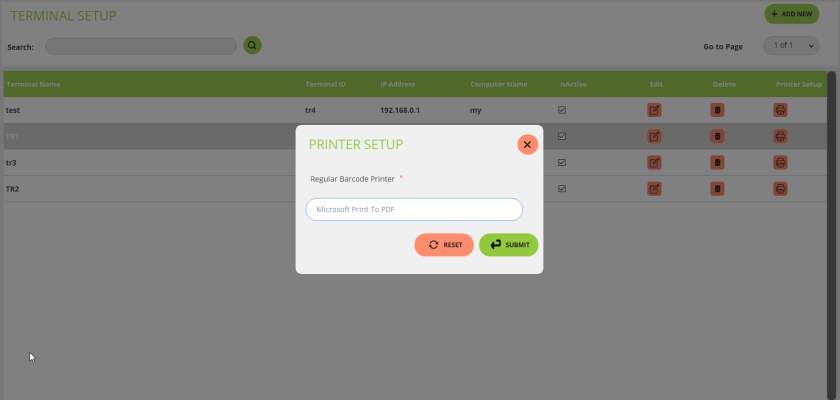 TERMINAL SETUP
+ ADD NEW
Search:
Go to Page
1 of 1
Terminal Name Terminal ID IP Address Computer Name IsActive Edit Delete Printer Setup
test tr4 192.168.0.1 my
TR1
tr3
TR2
PRINTER SETUP
Regular Barcode Printer *
Microsoft Print To PDF
RESET SUBMIT